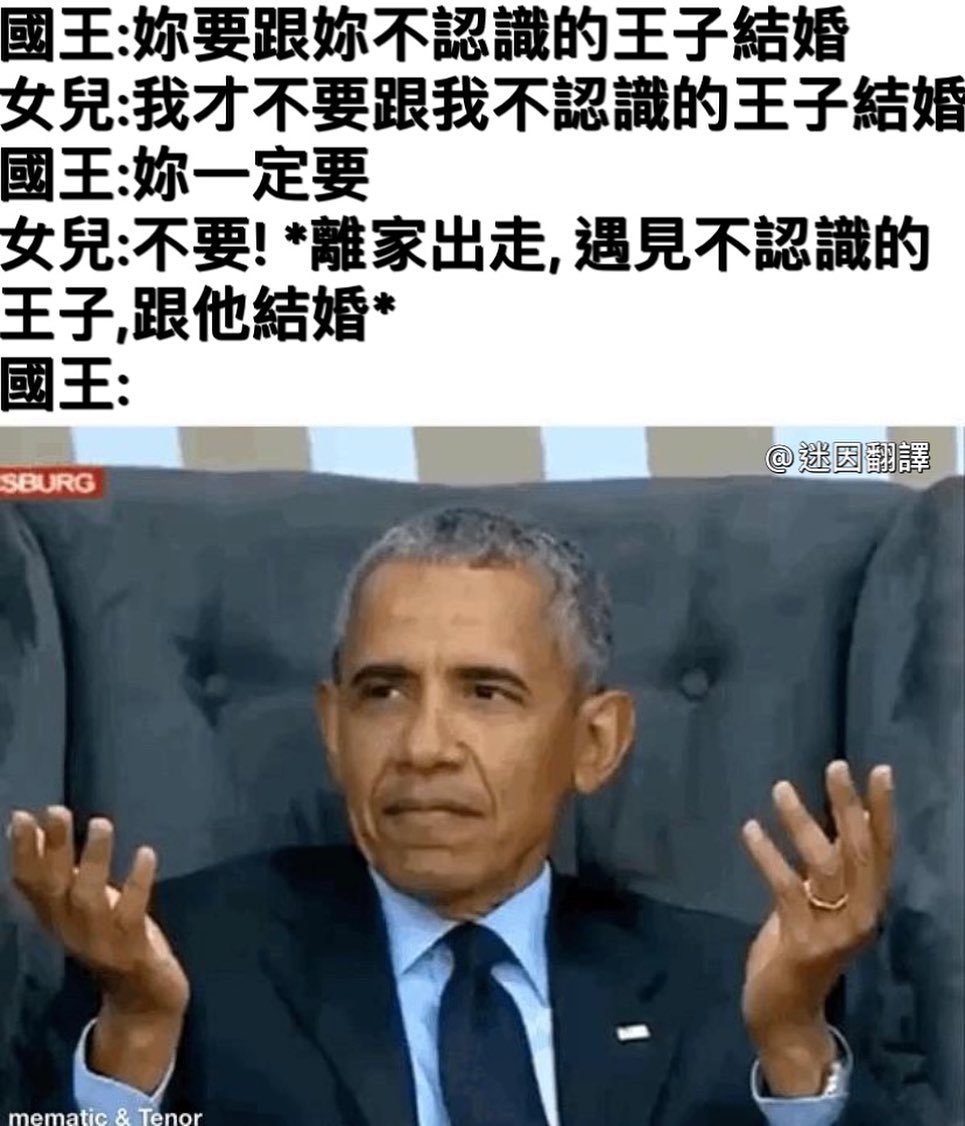 國王:妳要跟妳不認識的王子結婚
女兒:我才不要跟我不認識的王子結婚
國王:妳一定要
女兒:不要! *離家出走, 遇見不認識的
王子,跟他結婚*
國王:
@迷因翻譯
SBURG
mematic & Tenor